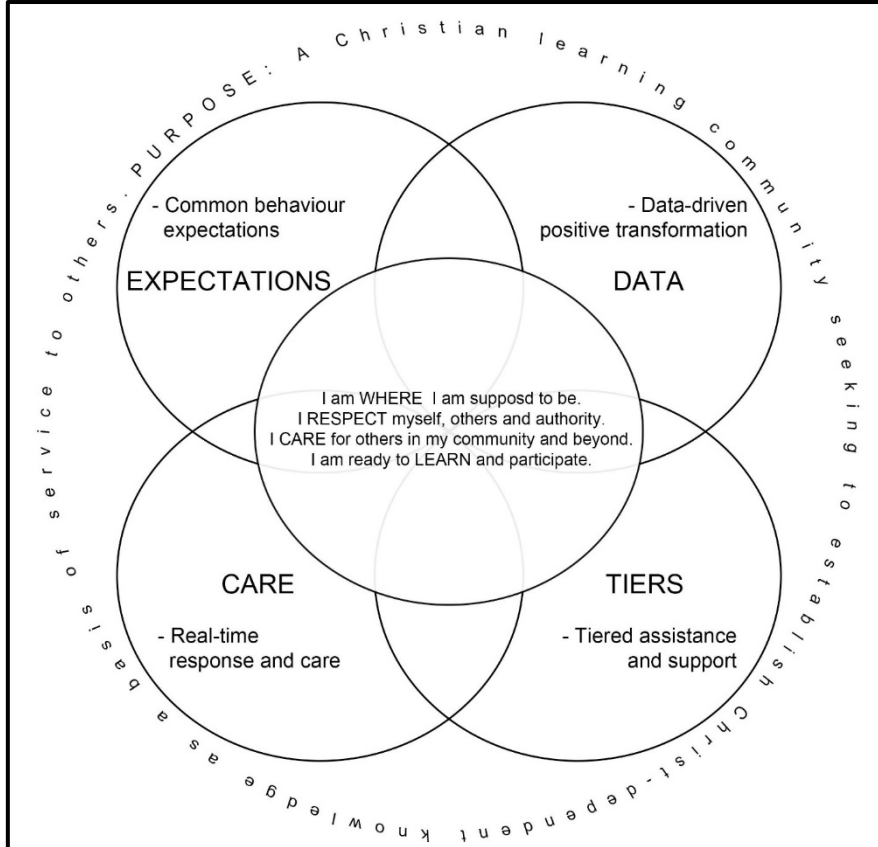 PURPOSE: A Christian learning community seeking to establish Christ-dependent knowledge as a basis of service to others.
- Common behaviour
expectations
EXPECTATIONS
- Data-driven
positive transformation
DATA
I am WHERE I am supposd to be.
I RESPECT myself, others and authority.
I CARE for others in my community and beyond.
I am ready to LEARN and participate.
CARE
- Real-time
response and care
TIERS
- Tiered assistance
and support